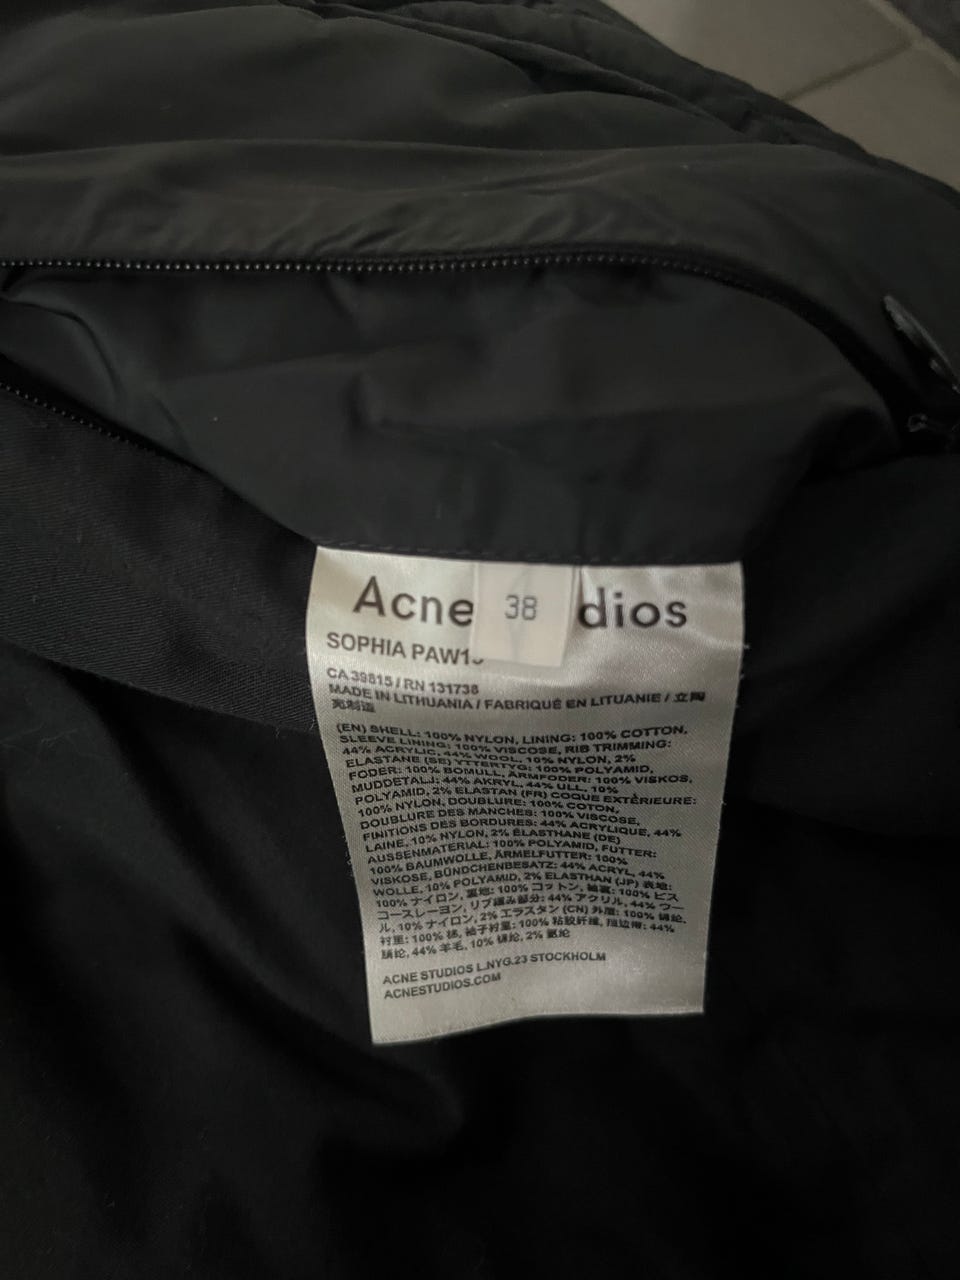 Acne
38
dios
SOPHIA PAW1
CA 39815 / RN 131738
MADE IN LITHUANIA / FABRIQUÉ EN LITUANIE / 立陶
宛制造
(EN) SHELL: 100% NYLON, LINING: 100% COTTON,
SLEEVE LINING: 100% VISCOSE, RIB TRIMMING:
44% ACRYLIC, 44% WOOL, 10% NYLON, 2%
ELASTANE (SE) YTTERTYG: 100% POLYAMID,
FODER: 100% BOMULL, ÄRMFODER: 100% VISKOS,
MUDDETALJ: 44% AKRYL, 44% ULL, 10%
POLYAMID, 2% ELASTAN (FR) COQUE EXTÈRIEURE:
100% NYLON, DOUBLURE: 100% COTON,
DOUBLURE DES MANCHES: 100% VISCOSE,
FINITIONS DES BORDURES: 44% ACRYLIQUE, 44%
LAINE, 10% NYLON, 2% ÉLASTHANE (DE)
AUSSENMATERIAL: 100% POLYAMID, FUTTER:
100% BAUMWOLLE, ÄRMELFUTTER: 100%
VISKOSE, BÜNDCHENBESATZ: 44% ACRYL, 44%
WOLLE, 10% POLYAMID, 2% ELASTHAN (JP) 表地:
100% ナイロン, 裏地: 100% コットン, 袖裏: 100% ビス
コースレーヨン, リブ編み部分: 44% アクリル, 44% ウー
ル, 10% ナイロン, 2% エラスタン (CN) 外层: 100% 锦纶,
衬里: 100% 棉, 袖子衬里: 100% 粘胶纤维, 44%
腈纶, 44% 羊毛, 10% 锦纶, 2% 氨纶
ACNE STUDIOS L.NYG.23 STOCKHOLM
ACNESTUDIOS.COM